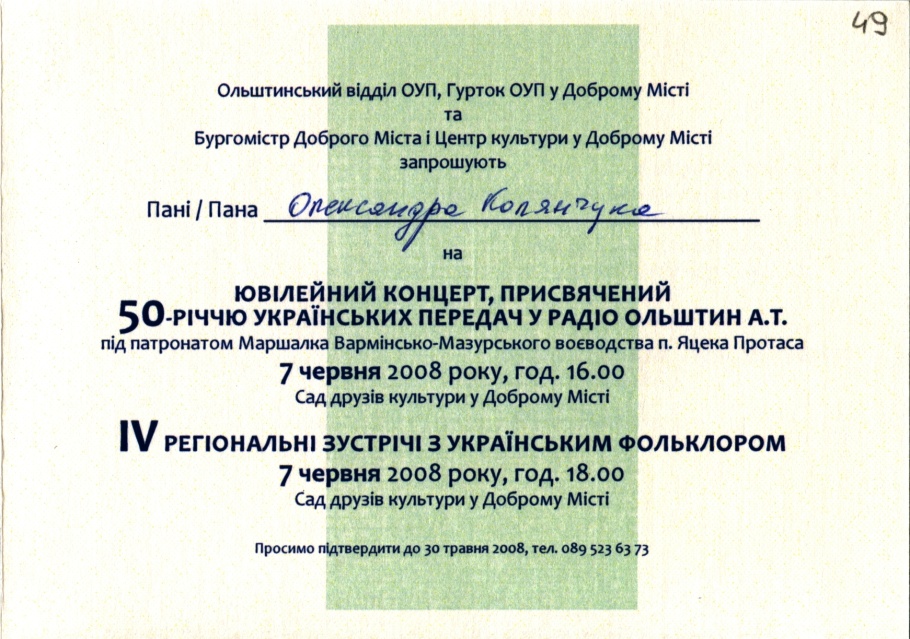 49
Ольштинський відділ ОУП, Гурток ОУП у Доброму Місті
та
Бургомістр Доброго Міста і Центр культури у Доброму Місті
запрошують
Пані / Пана Олександра Колянчука
на
ЮВІЛЕЙНИЙ КОНЦЕРТ, ПРИСВЯЧЕНИЙ
50-РІЧЧЮ УКРАЇНСЬКИХ ПЕРЕДАЧ У РАДІО ОЛЬШТИН А.Т.
під патронатом Маршалка Вармінсько-Мазурського воєводства п. Яцека Протаса
7 червня 2008 року, год. 16.00
Сад друзів культури у Доброму Місті
IV РЕГІОНАЛЬНІ ЗУСТРІЧІ З УКРАЇНСЬКИМ ФОЛЬКЛОРОМ
7 червня 2008 року, год. 18.00
Сад друзів культури у Доброму Місті
Просимо підтвердити до 30 травня 2008, тел. 089 523 63 73